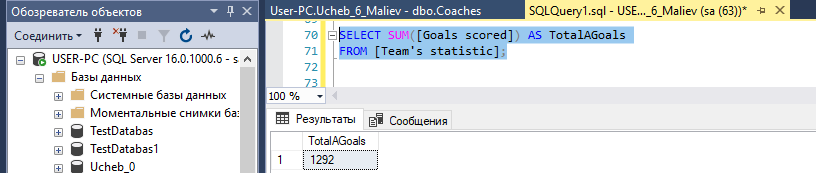 Обозреватель объектов
Соединить
USER-PC (SQL Server 16.0.1000.6 - s
Базы данных
Системные базы данных
Моментальные снимки баз
TestDatabas
TestDatabas1
Ucheb_0
User-PC.Ucheb_6_Maliev - dbo.Coaches
SQLQuery1.sql - USE..._6_Maliev (sa (63))*
70 SELECT SUM([Goals scored]) AS TotalAGoals
71 FROM [Team's statistic];
72
73
100 %
Результаты Сообщения
TotalAGoals
1 1292